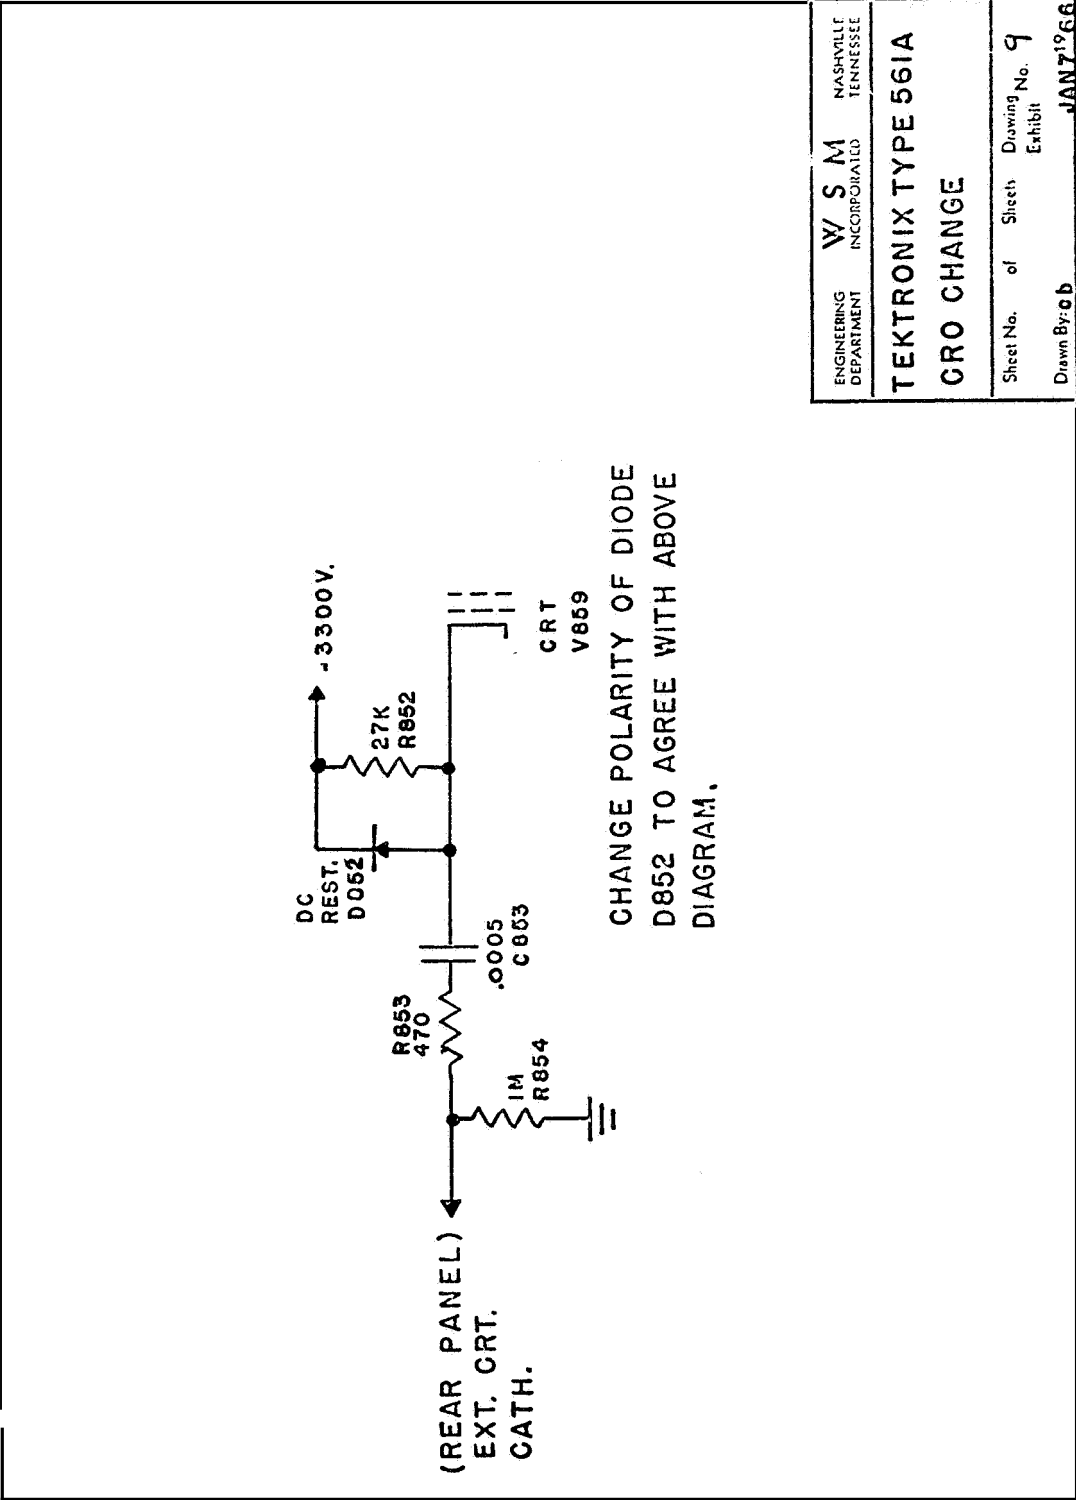 DC
REST.
D052
-3300V.
27K
R852
R853
470
.0005
C853
1M
R854
CRT
V859
(REAR PANEL)
EXT. CRT.
CATH.
CHANGE POLARITY OF DIODE
D852 TO AGREE WITH ABOVE
DIAGRAM.
ENGINEERING DEPARTMENT
W S M
INCORPORATED
NASHVILLE
TENNESSEE
TEKTRONIX TYPE 561A
CRO CHANGE
Sheet No. of Sheets
Drawing No. 9
Exhibit
Drawn By: ab
JAN 7 1966